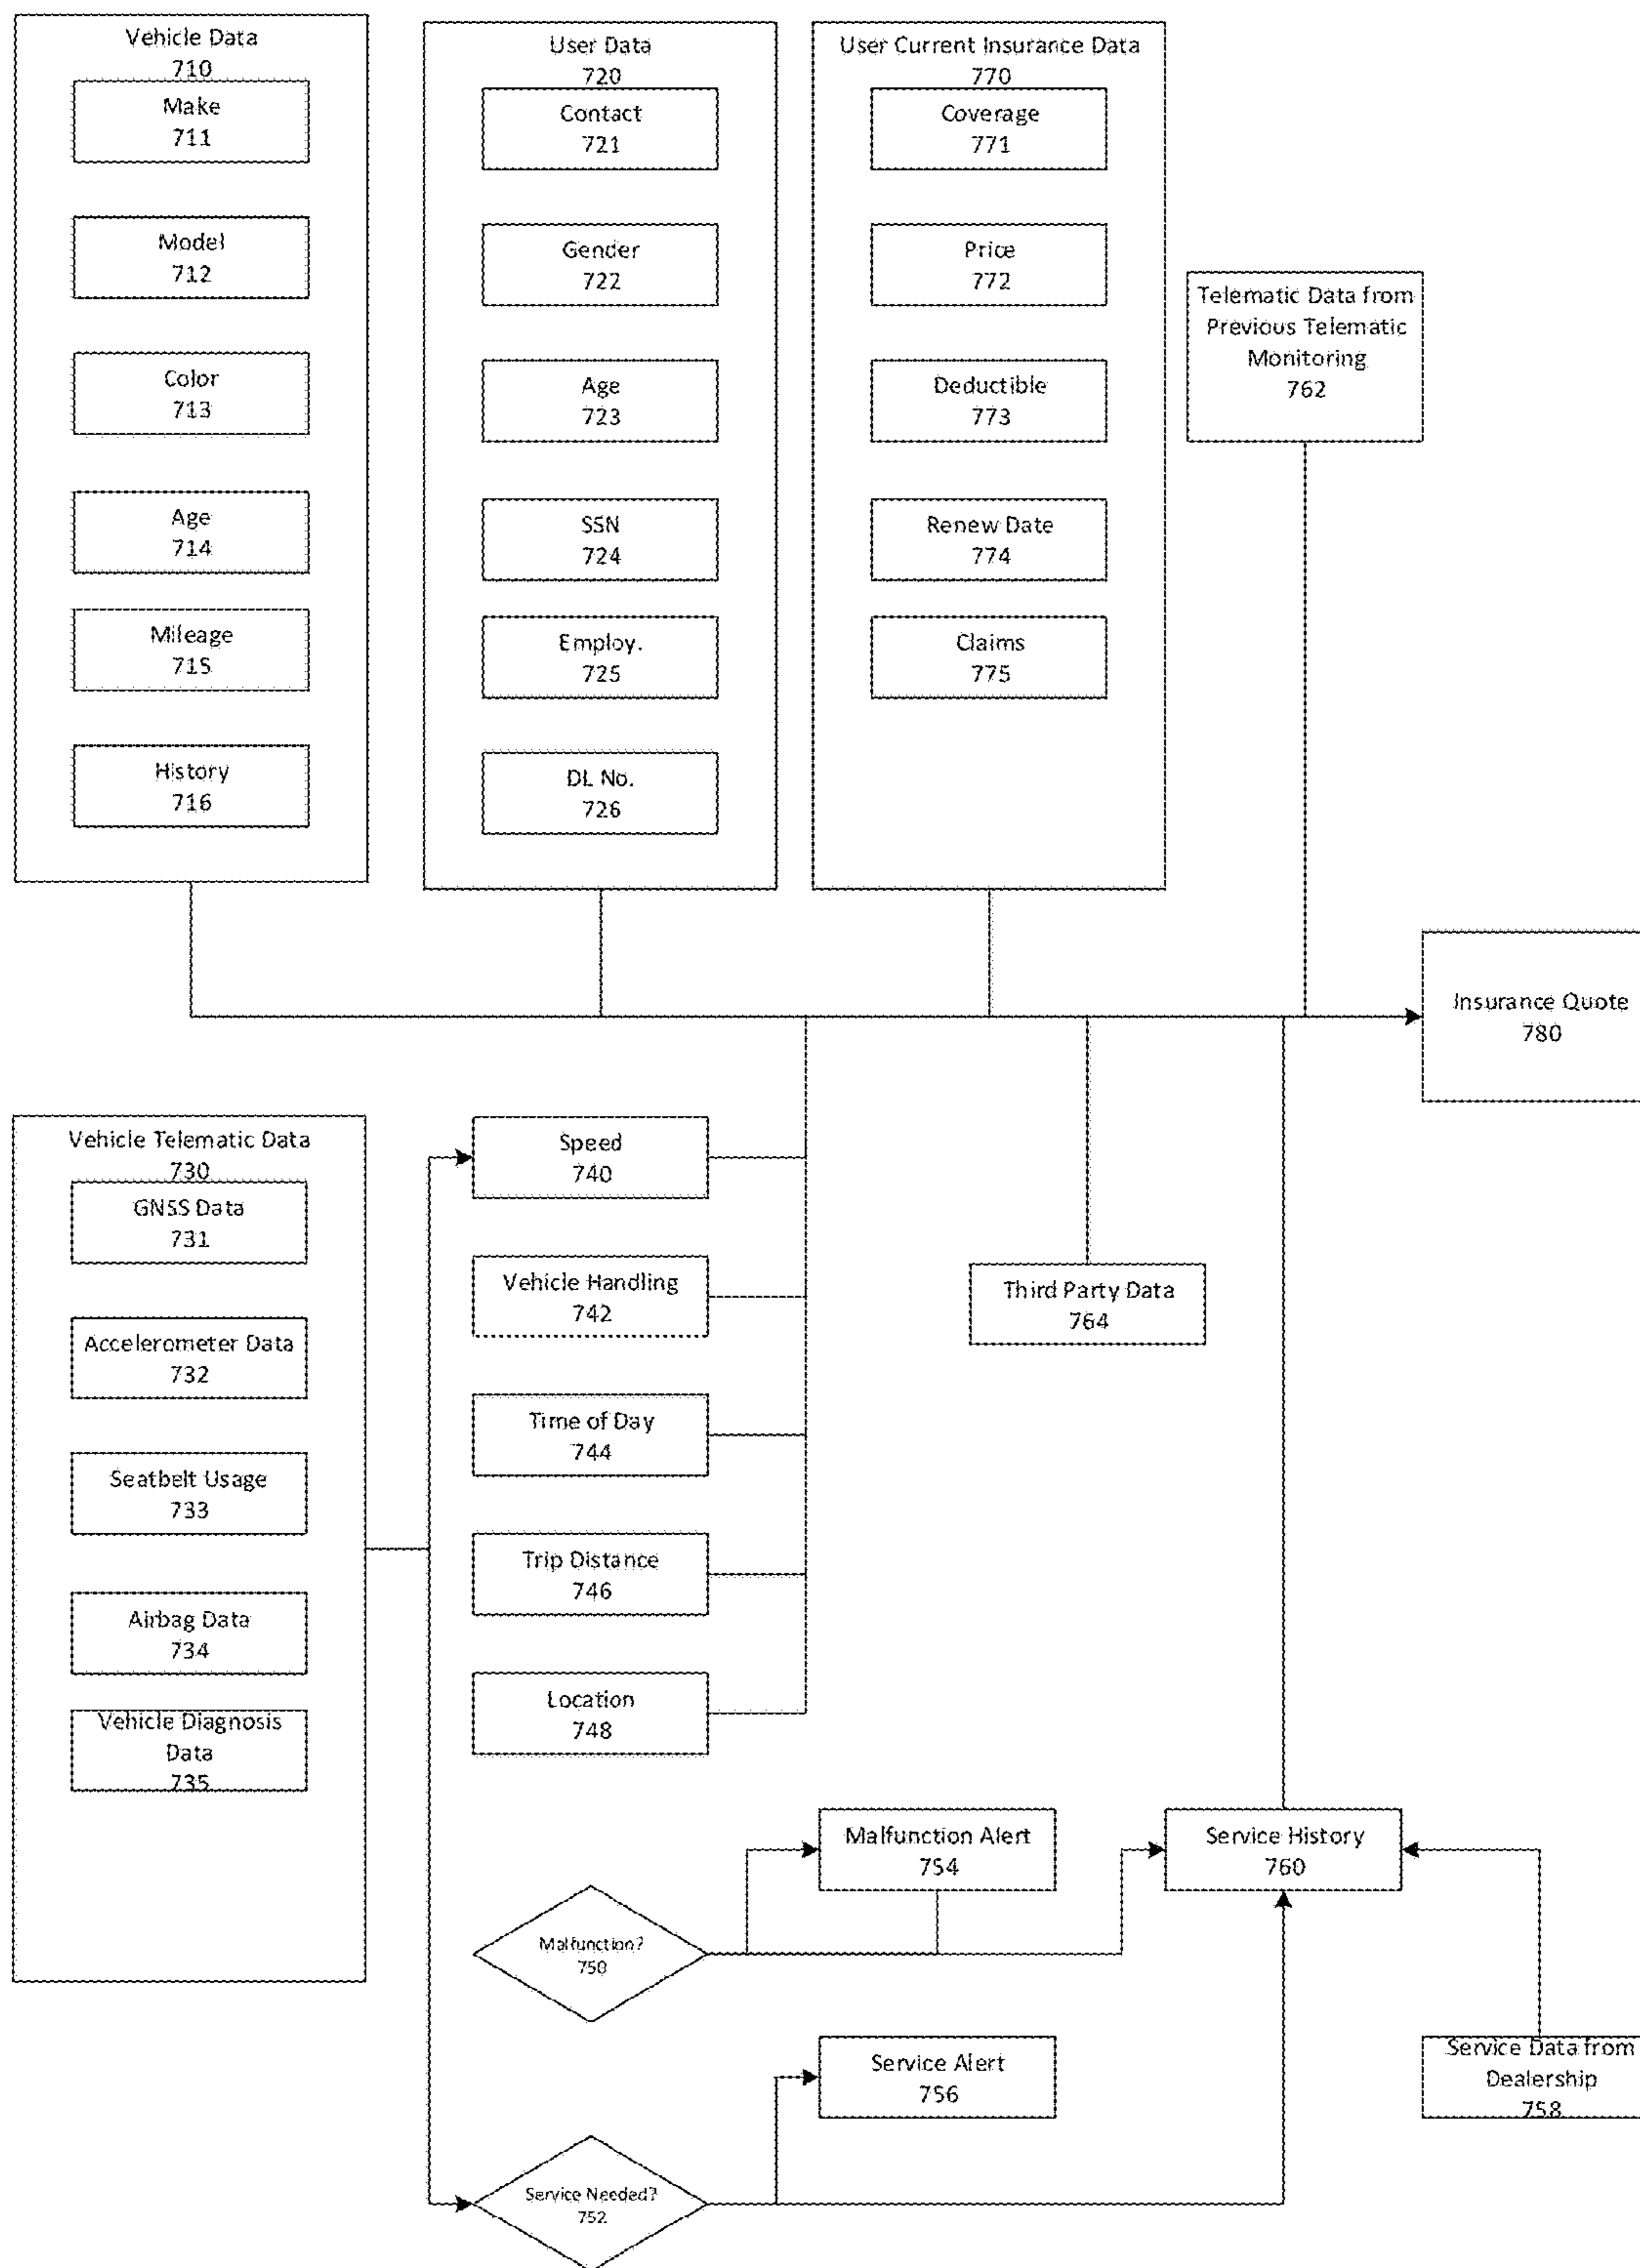 Vehicle Data
710
Make
711
Model
712
Color
713
Age
714
Mileage
715
History
716
User Data
720
Contact
721
Gender
722
Age
723
SSN
724
Employ.
725
DL No.
726
User Current Insurance Data
770
Coverage
771
Price
772
Deductible
773
Renew Date
774
Claims
775
Telematic Data from
Previous Telematic
Monitoring
762
Insurance Quote
780
Vehicle Telematic Data
730
GNSS Data
731
Accelerometer Data
732
Seatbelt Usage
733
Airbag Data
734
Vehicle Diagnosis
Data
735
Speed
740
Vehicle Handling
742
Time of Day
744
Trip Distance
746
Location
748
Third Party Data
764
Malfunction Alert
754
Service History
760
Malfunction?
750
Service Alert
756
Service Data from
Dealership
758
Service Needed?
752